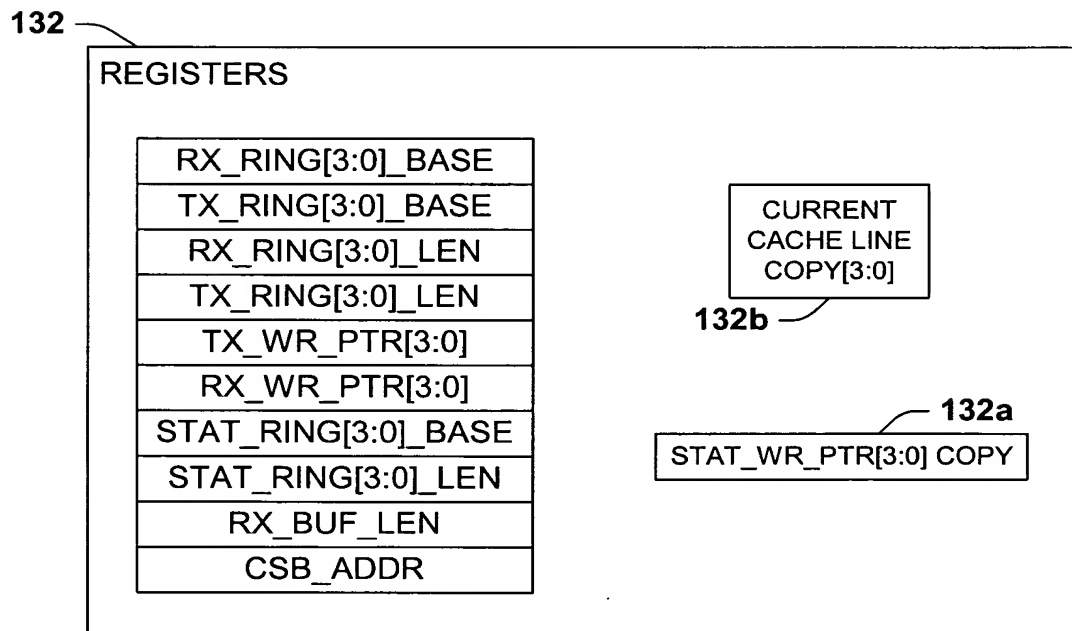 132
REGISTERS
RX_RING[3:0]_BASE
TX_RING[3:0]_BASE
RX_RING[3:0]_LEN
TX_RING[3:0]_LEN
TX_WR_PTR[3:0]
RX_WR_PTR[3:0]
STAT_RING[3:0]_BASE
STAT_RING[3:0]_LEN
RX_BUF_LEN
CSB_ADDR
CURRENT
CACHE LINE
COPY[3:0]
132b
132a
STAT_WR_PTR[3:0] COPY